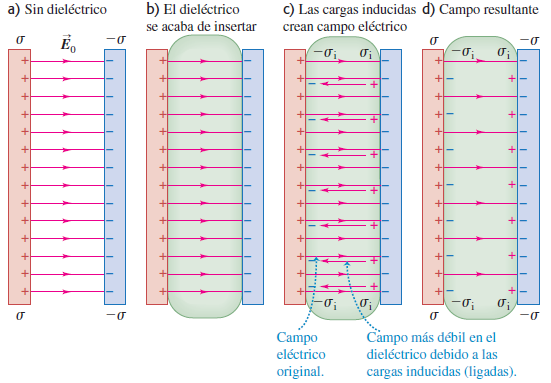 a) Sin dieléctrico
b) El dieléctrico
se acaba de insertar
c) Las cargas inducidas
crean campo eléctrico
d) Campo resultante
σ
E⃗₀
−σ
σ
−σ
−σᵢ
σᵢ
−σᵢ
σᵢ
σ
−σᵢ
σᵢ
−σ
σ
−σᵢ
σᵢ
−σ
Campo
eléctrico
original.
Campo más débil en el
dieléctrico debido a las
cargas inducidas (ligadas).